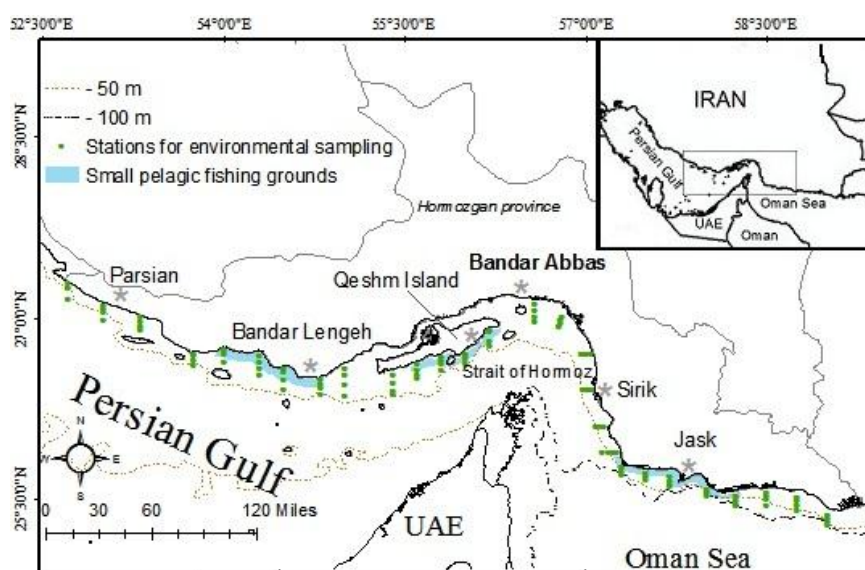 52°30'0"E 54°0'0"E 55°30'0"E 57°0'0"E 58°30'0"E
28°30'0"N
27°0'0"N
25°30'0"N
- 50 m
- 100 m
Stations for environmental sampling
Small pelagic fishing grounds
Hormozgan province
IRAN
Persian Gulf
Oman Sea
UAE
Oman
Parsian
Qeshm Island
Bandar Abbas
Bandar Lengeh
Strait of Hormoz
Sirik
Jask
Persian Gulf
N
W E
S
0 30 60 120 Miles
UAE
Oman Sea